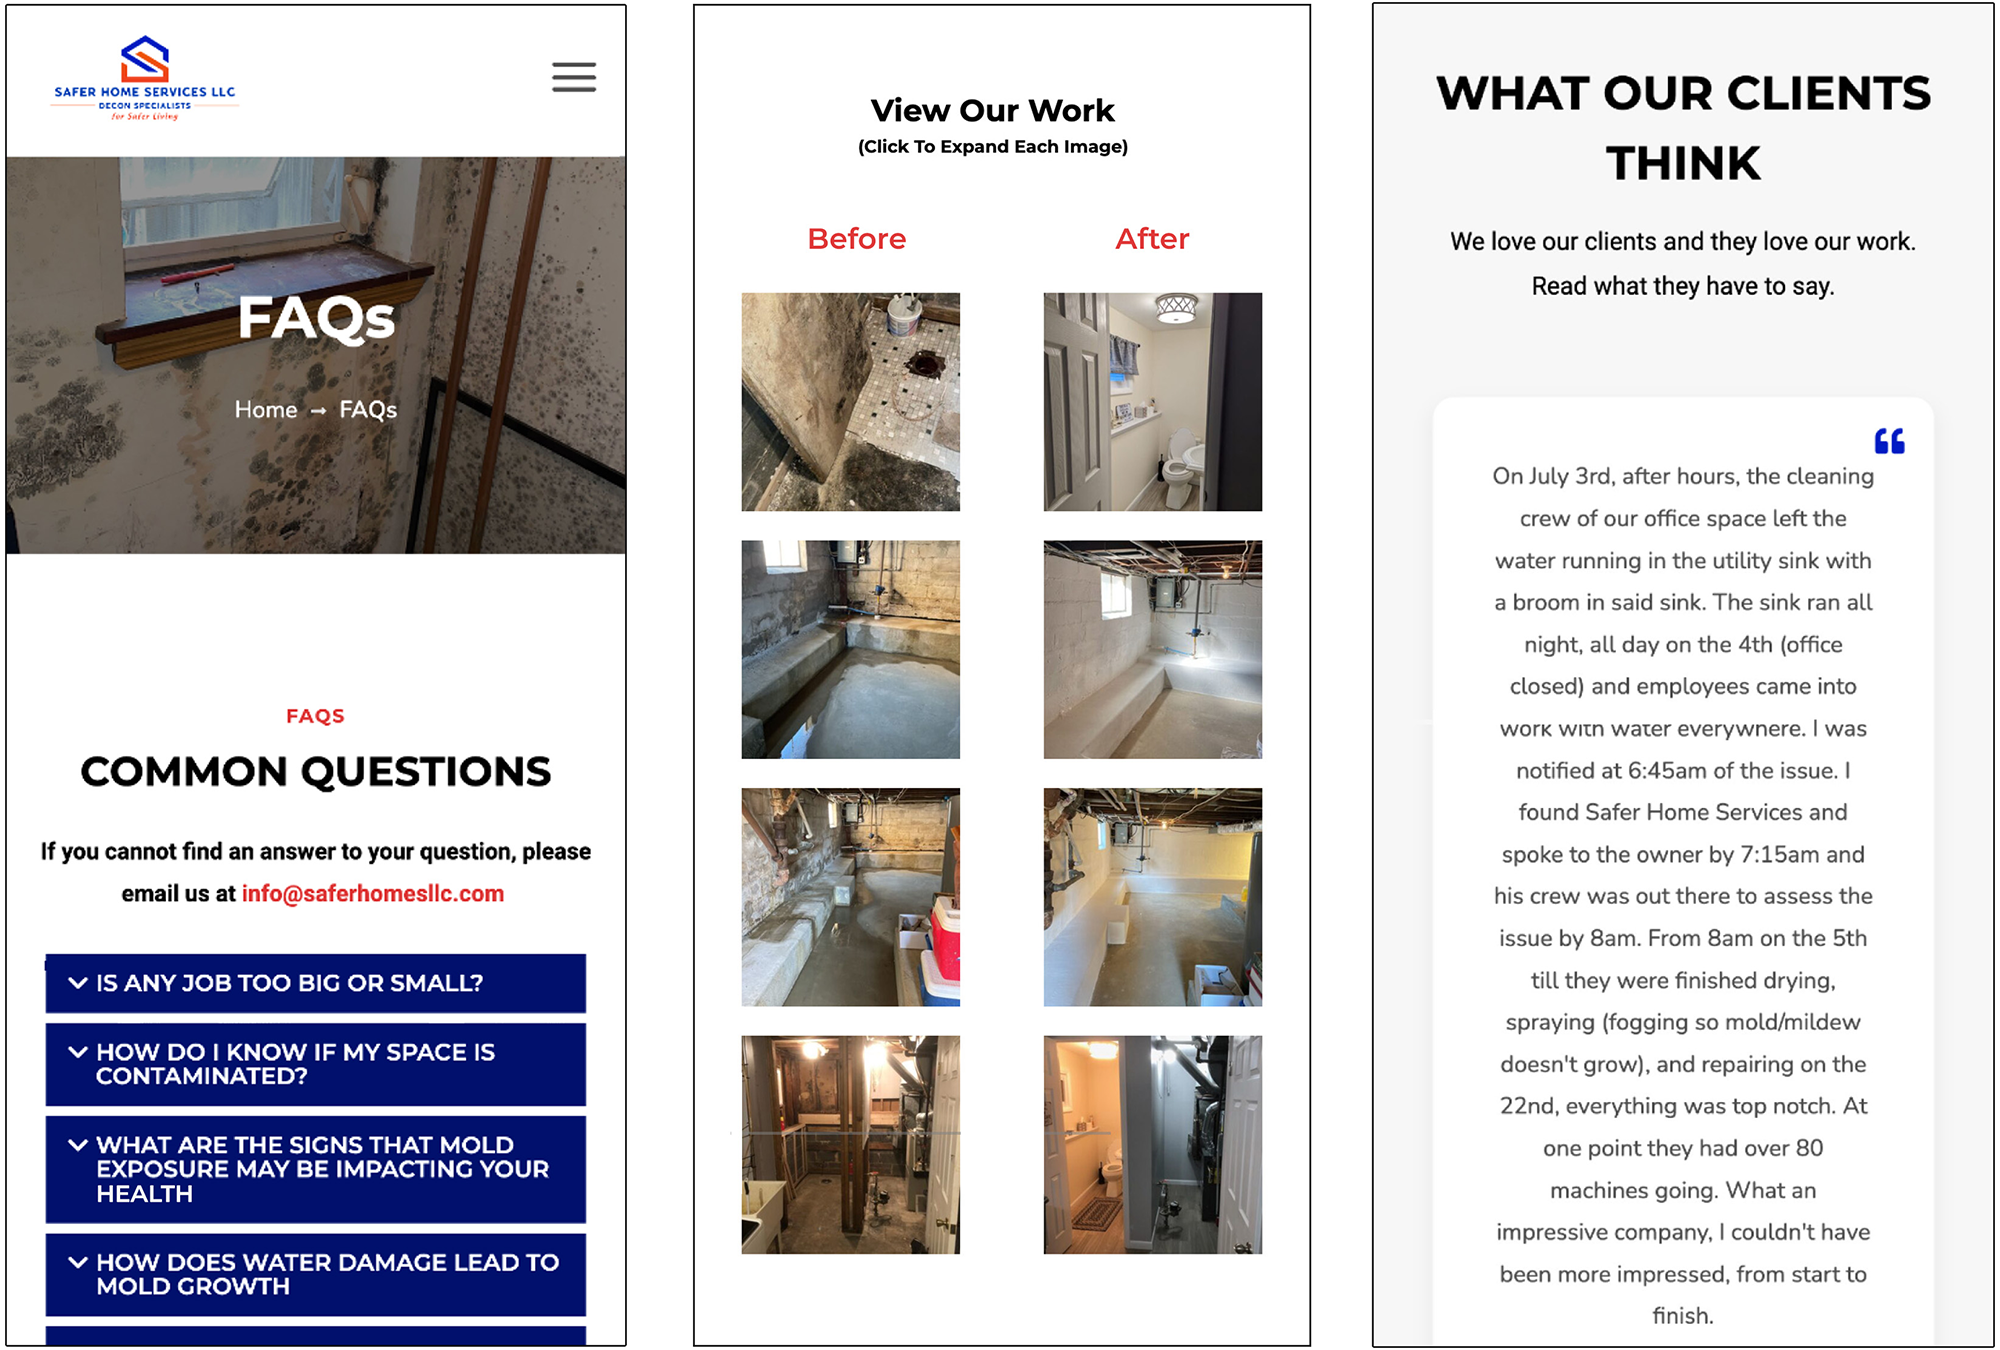 SAFER HOME SERVICES LLC
DECON SPECIALISTS
for Safer Living
FAQs
Home → FAQs
FAQS
COMMON QUESTIONS
If you cannot find an answer to your question, please
email us at info@saferhomesllc.com
IS ANY JOB TOO BIG OR SMALL?
HOW DO I KNOW IF MY SPACE IS
CONTAMINATED?
WHAT ARE THE SIGNS THAT MOLD
EXPOSURE MAY BE IMPACTING YOUR
HEALTH
HOW DOES WATER DAMAGE LEAD TO
MOLD GROWTH
View Our Work
(Click To Expand Each Image)
Before
After
WHAT OUR CLIENTS
THINK
We love our clients and they love our work.
Read what they have to say.
“
On July 3rd, after hours, the cleaning
crew of our office space left the
water running in the utility sink with
a broom in said sink. The sink ran all
night, all day on the 4th (office
closed) and employees came into
work with water everywhere. I was
notified at 6:45am of the issue. I
found Safer Home Services and
spoke to the owner by 7:15am and
his crew was out there to assess the
issue by 8am. From 8am on the 5th
till they were finished drying,
spraying (fogging so mold/mildew
doesn't grow), and repairing on the
22nd, everything was top notch. At
one point they had over 80
machines going. What an
impressive company, I couldn't have
been more impressed, from start to
finish.